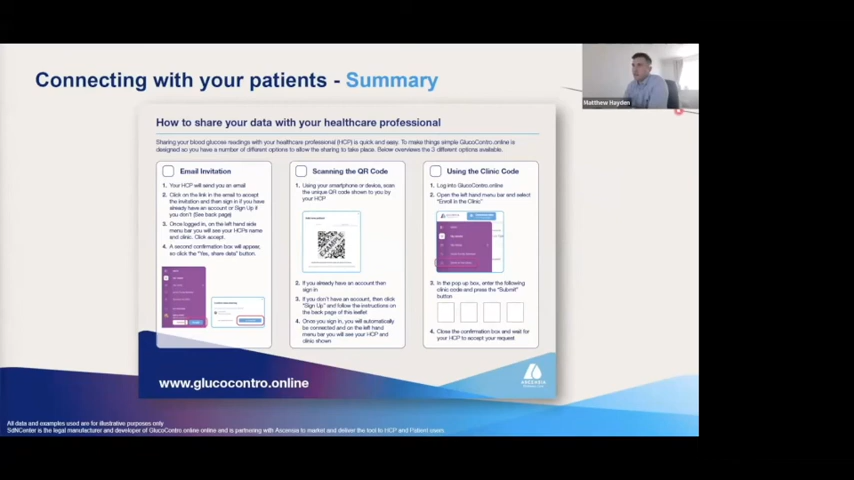 Connecting with your patients - Summary
Matthew Hayden
How to share your data with your healthcare professional
Sharing your blood glucose readings with your healthcare professional (HCP) is quick and easy. To make things simple GlucoContro.online is
designed so you have a number of different options to allow the sharing to take place. Below overviews the 3 different options available.
Email Invitation
1. Your HCP will send you an email
2. Click on the link in the email to accept
the invitation and then sign in if you
have already an account or Sign Up if
you don't (See back page)
3. Once logged in, on the left hand side
menu bar you will see your HCP's name
and clinic. Click accept.
4. A second confirmation box will appear,
so click the "Yes, share data" button.
Scanning the QR Code
1. Using your smartphone or device, scan
the unique QR code shown to you by
your HCP
2. If you already have an account then
sign in
3. If you don't have an account, then click
"Sign Up" and follow the instructions on
the back page of this leaflet
4. Once you sign in, you will automatically
be connected and on the left hand
menu bar you will see your HCP and
clinic shown
Using the Clinic Code
1. Log into GlucoContro.online
2. Open the left hand menu bar and select
"Enroll in the Clinic"
3. In the pop up box, enter the following
clinic code and press the "Submit"
button
4. Close the confirmation box and wait for
your HCP to accept your request
www.glucocontro.online
ASCENSIA
All data and examples used are for illustrative purposes only
SdNCenter is the legal manufacturer and developer of GlucoContro online online and is partnering with Ascensia to market and deliver the tool to HCP and Patient users.